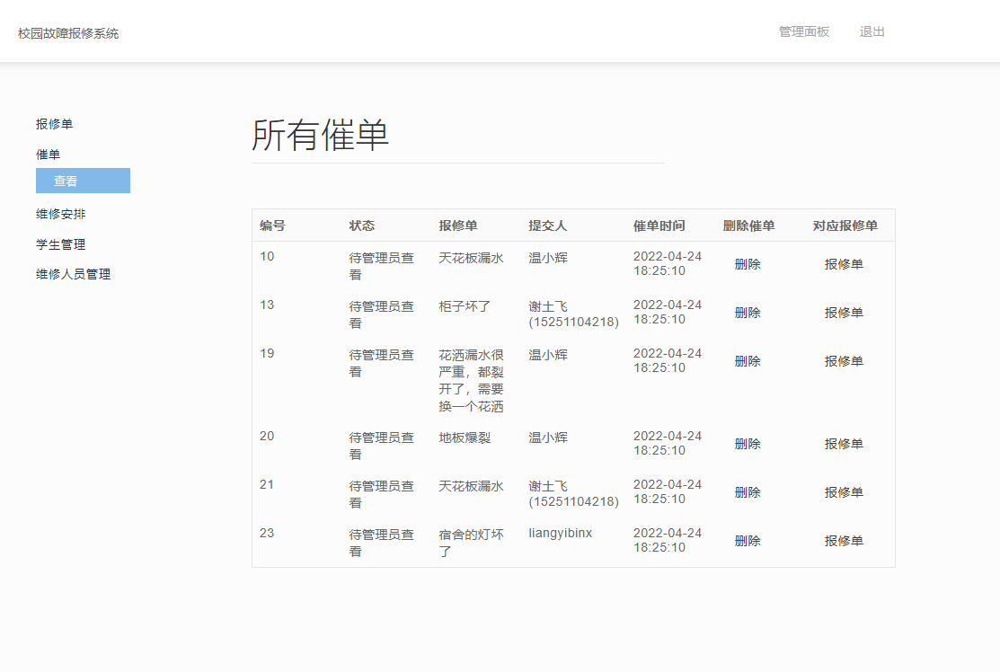 校园故障报修系统 管理面板 退出
报修单
催单
查看
维修安排
学生管理
维修人员管理
所有催单
编号 状态 报修单 提交人 催单时间 删除催单 对应报修单
10 待管理员查看 天花板漏水 温小辉 2022-04-24 18:25:10 删除 报修单
13 待管理员查看 柜子坏了 谢土飞(15251104218) 2022-04-24 18:25:10 删除 报修单
19 待管理员查看 花洒漏水很严重，都裂开了，需要换一个花洒 温小辉 2022-04-24 18:25:10 删除 报修单
20 待管理员查看 地板爆裂 温小辉 2022-04-24 18:25:10 删除 报修单
21 待管理员查看 天花板漏水 谢土飞(15251104218) 2022-04-24 18:25:10 删除 报修单
23 待管理员查看 宿舍的灯坏了 liangyibinx 2022-04-24 18:25:10 删除 报修单